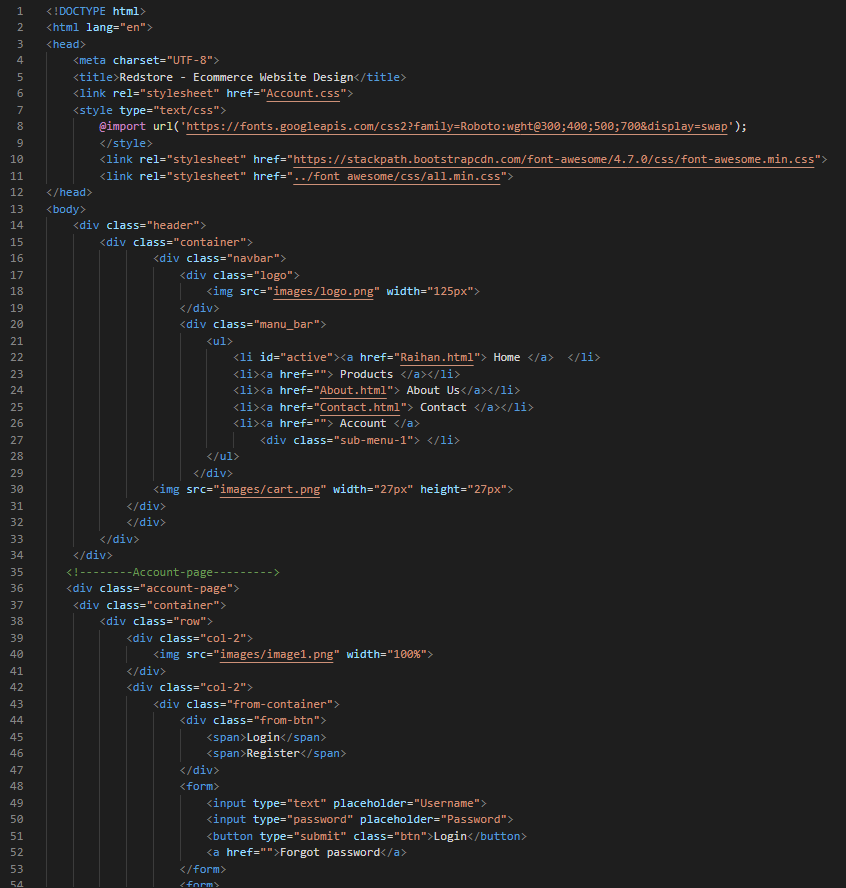 1 <!DOCTYPE html>
2 <html lang="en">
3 <head>
4 <meta charset="UTF-8">
5 <title>Redstore - Ecommerce Website Design</title>
6 <link rel="stylesheet" href="Account.css">
7 <style type="text/css">
8 @import url('https://fonts.googleapis.com/css2?family=Roboto:wght@300;400;500;700&display=swap');
9 </style>
10 <link rel="stylesheet" href="https://stackpath.bootstrapcdn.com/font-awesome/4.7.0/css/font-awesome.min.css">
11 <link rel="stylesheet" href="../font awesome/css/all.min.css">
12 </head>
13 <body>
14 <div class="header">
15 <div class="container">
16 <div class="navbar">
17 <div class="logo">
18 <img src="images/logo.png" width="125px">
19 </div>
20 <div class="manu_bar">
21 <ul>
22 <li id="active"><a href="Raihan.html"> Home </a>  </li>
23 <li><a href=""> Products </a></li>
24 <li><a href="About.html"> About Us</a></li>
25 <li><a href="Contact.html"> Contact </a></li>
26 <li><a href=""> Account </a>
27 <div class="sub-menu-1"> </li>
28 </ul>
29 </div>
30 <img src="images/cart.png" width="27px" height="27px">
31 </div>
32 </div>
33 </div>
34 </div>
35 <!--------Account-page--------->
36 <div class="account-page">
37 <div class="container">
38 <div class="row">
39 <div class="col-2">
40 <img src="images/image1.png" width="100%">
41 </div>
42 <div class="col-2">
43 <div class="from-container">
44 <div class="from-btn">
45 <span>Login</span>
46 <span>Register</span>
47 </div>
48 <form>
49 <input type="text" placeholder="Username">
50 <input type="password" placeholder="Password">
51 <button type="submit" class="btn">Login</button>
52 <a href="">Forgot password</a>
53 </form>
54 <form>